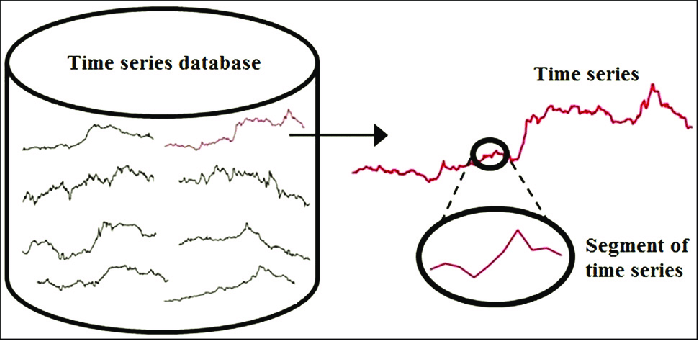 Time series database
Time series
Segment of
time series